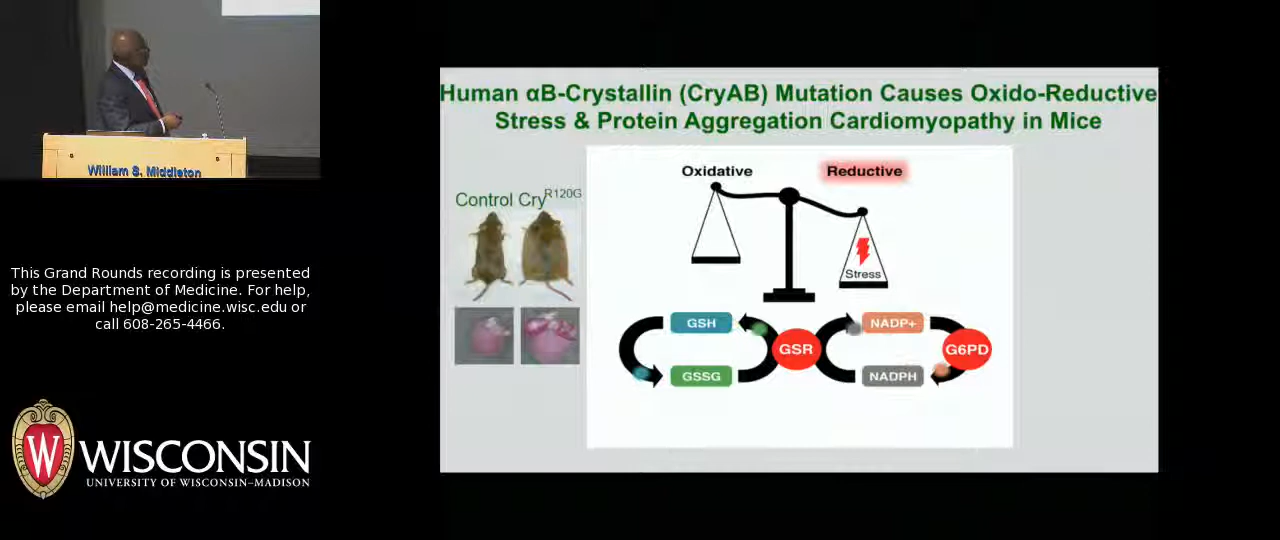 William S. Middleton
This Grand Rounds recording is presented
by the Department of Medicine. For help,
please email help@medicine.wisc.edu or
call 608-265-4466.
W
WISCONSIN
UNIVERSITY OF WISCONSIN–MADISON
Human αB-Crystallin (CryAB) Mutation Causes Oxido-Reductive
Stress & Protein Aggregation Cardiomyopathy in Mice
Control CryR120G
Oxidative
Reductive
Stress
GSH
GSSG
GSR
NADP+
NADPH
G6PD